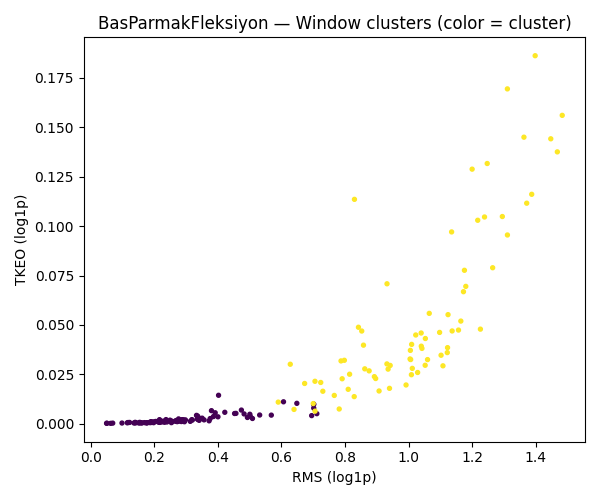 BasParmakFleksiyon — Window clusters (color = cluster)
TKEO (log1p)
0.175
0.150
0.125
0.100
0.075
0.050
0.025
0.000
0.0 0.2 0.4 0.6 0.8 1.0 1.2 1.4
RMS (log1p)